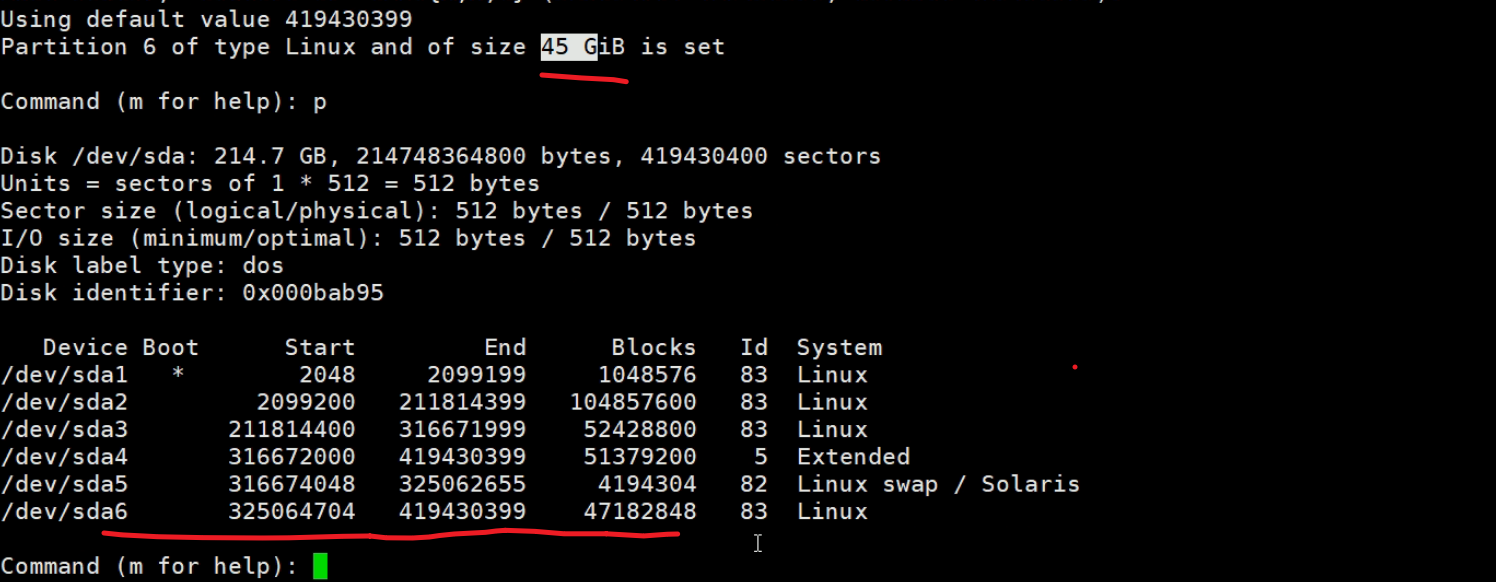 Using default value 419430399
Partition 6 of type Linux and of size 45 GiB is set
Command (m for help): p
Disk /dev/sda: 214.7 GB, 214748364800 bytes, 419430400 sectors
Units = sectors of 1 * 512 = 512 bytes
Sector size (logical/physical): 512 bytes / 512 bytes
I/O size (minimum/optimal): 512 bytes / 512 bytes
Disk label type: dos
Disk identifier: 0x000bab95
Device Boot Start End Blocks Id System
/dev/sda1 * 2048 2099199 1048576 83 Linux
/dev/sda2 2099200 211814399 104857600 83 Linux
/dev/sda3 211814400 316671999 52428800 83 Linux
/dev/sda4 316672000 419430399 51379200 5 Extended
/dev/sda5 316674048 325062655 4194304 82 Linux swap / Solaris
/dev/sda6 325064704 419430399 47182848 83 Linux
Command (m for help):